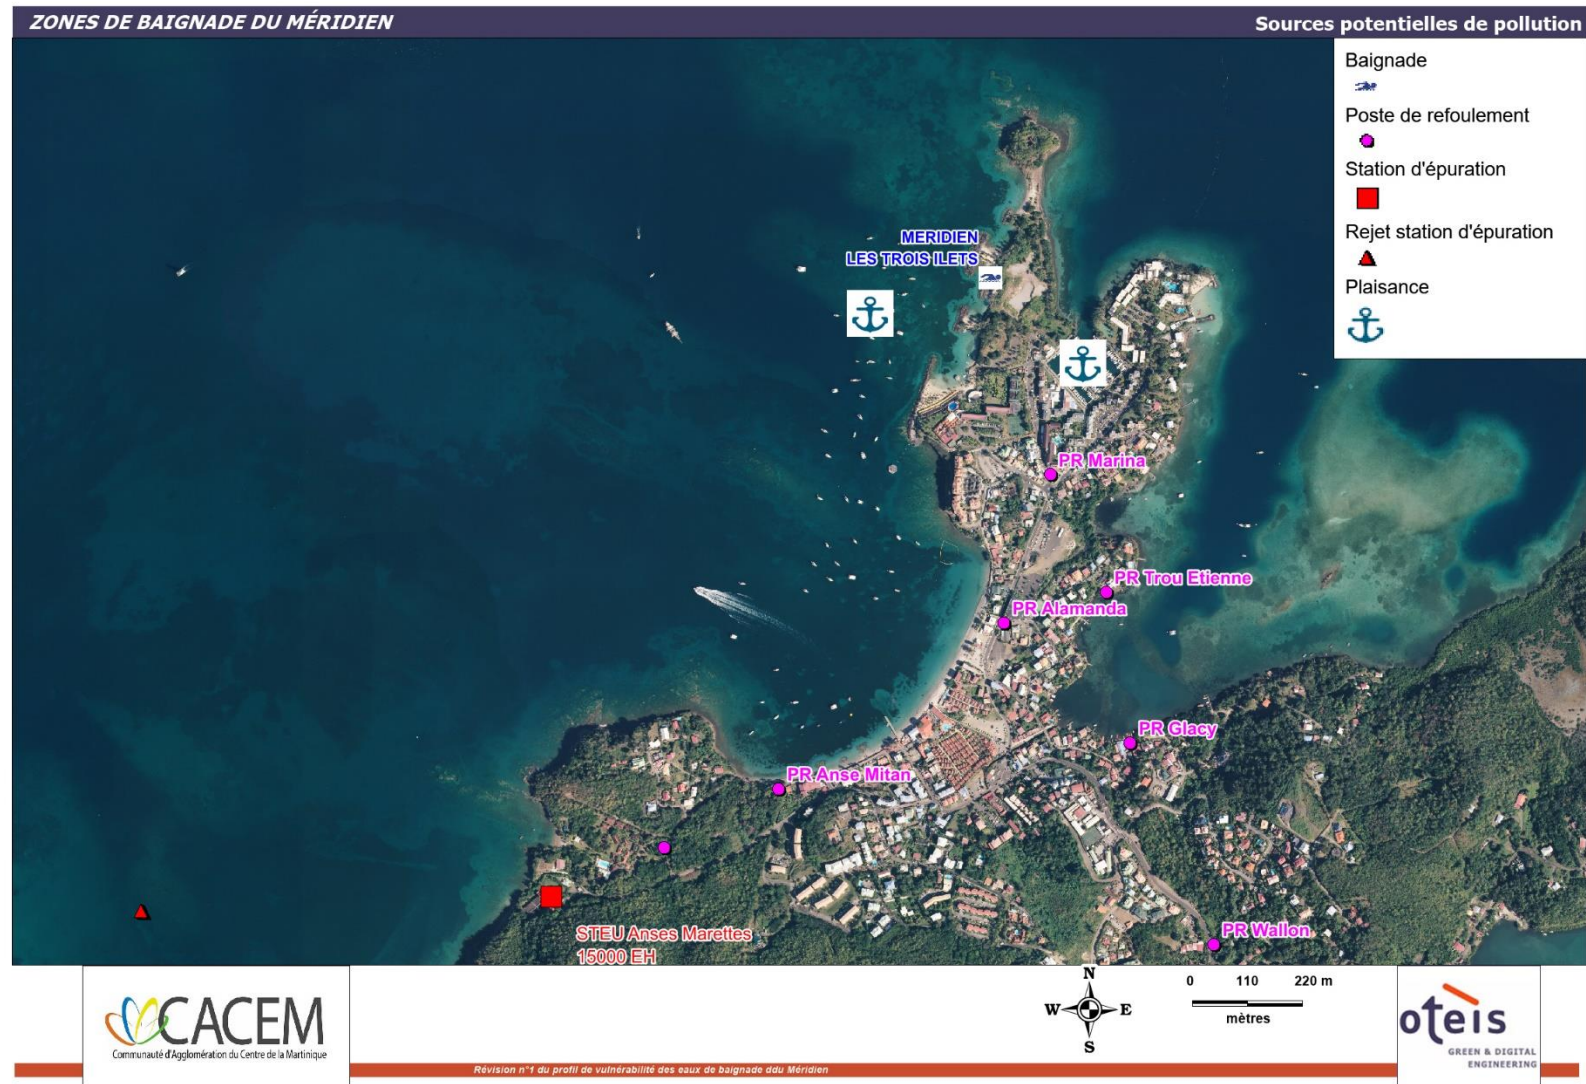 ZONES DE BAIGNADE DU MÉRIDIEN
Sources potentielles de pollution
Baignade
Poste de refoulement
Station d'épuration
Rejet station d'épuration
Plaisance
MERIDIEN
LES TROIS ILETS
PR Marina
PR Trou Etienne
PR Alamanda
PR Glacy
PR Anse Mitan
PR Wallon
STEU Anses Marettes
15000 EH
CACEM
Communauté d'Agglomération du Centre de la Martinique
N
W E
S
0 110 220 m
mètres
oteis
GREEN & DIGITAL
ENGINEERING
Révision n°1 du profil de vulnérabilité des eaux de baignade ddu Méridien